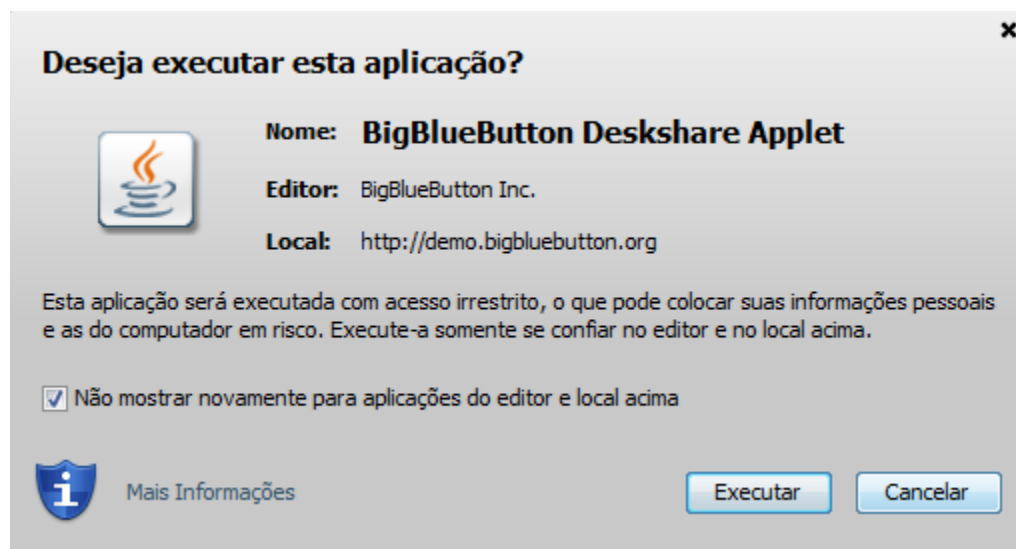 Deseja executar esta aplicação?
Nome: BigBlueButton Deskshare Applet
Editor: BigBlueButton Inc.
Local: http://demo.bigbluebutton.org
Esta aplicação será executada com acesso irrestrito, o que pode colocar suas informações pessoais
e as do computador em risco. Execute-a somente se confiar no editor e no local acima.
Não mostrar novamente para aplicações do editor e local acima
Mais Informações
Executar
Cancelar